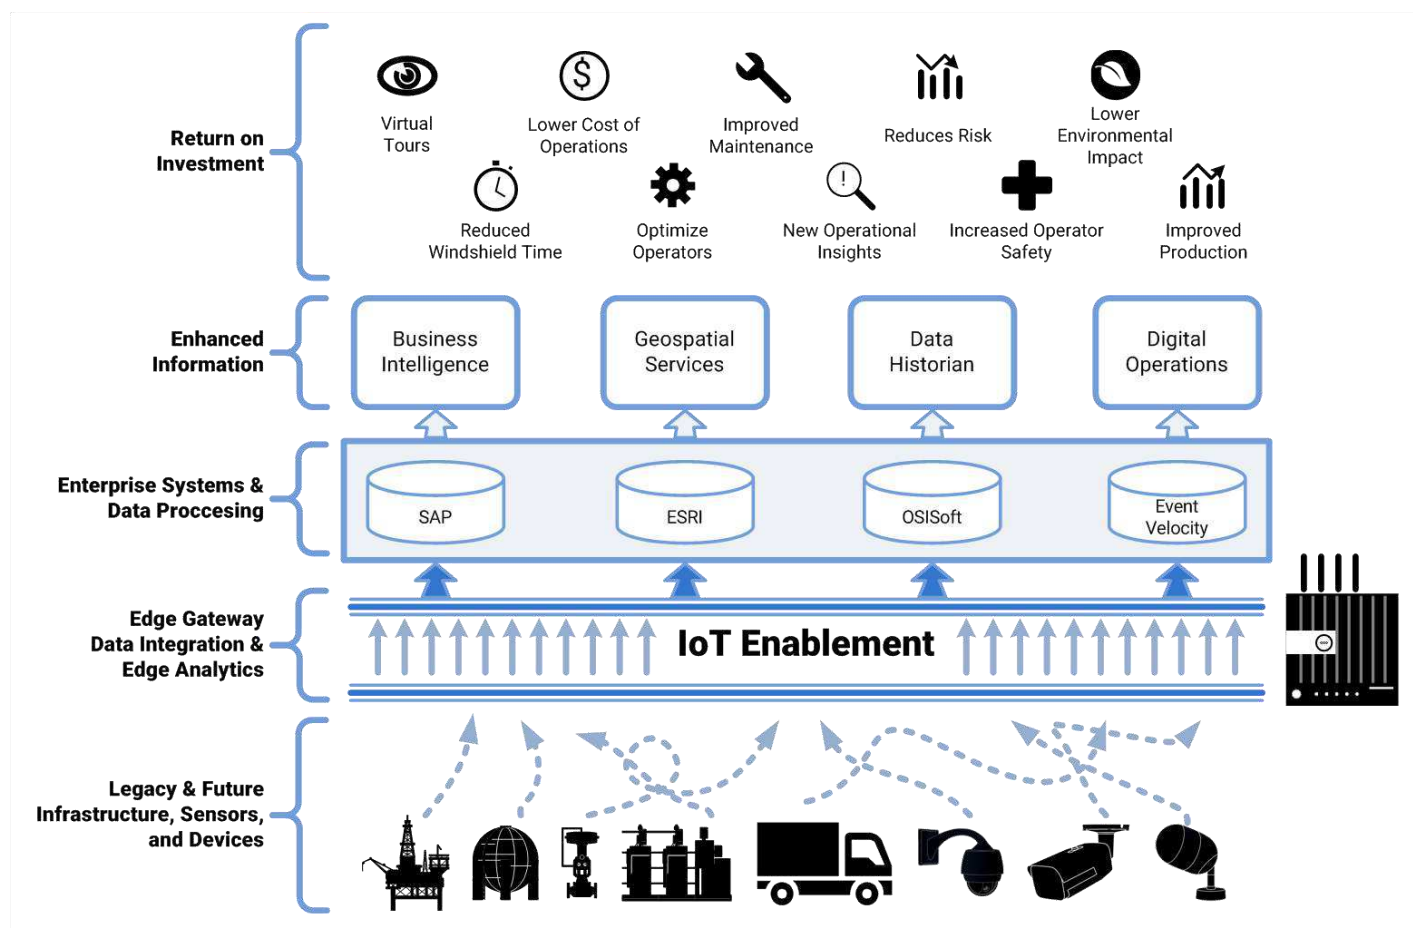 Return on
Investment
Virtual
Tours
Lower Cost of
Operations
Improved
Maintenance
Reduces Risk
Lower
Environmental
Impact
Reduced
Windshield Time
Optimize
Operators
New Operational
Insights
Increased Operator
Safety
Improved
Production
Enhanced
Information
Business
Intelligence
Geospatial
Services
Data
Historian
Digital
Operations
Enterprise Systems &
Data Proccesing
SAP
ESRI
OSISoft
Event
Velocity
Edge Gateway
Data Integration &
Edge Analytics
IoT Enablement
Legacy & Future
Infrastructure, Sensors,
and Devices